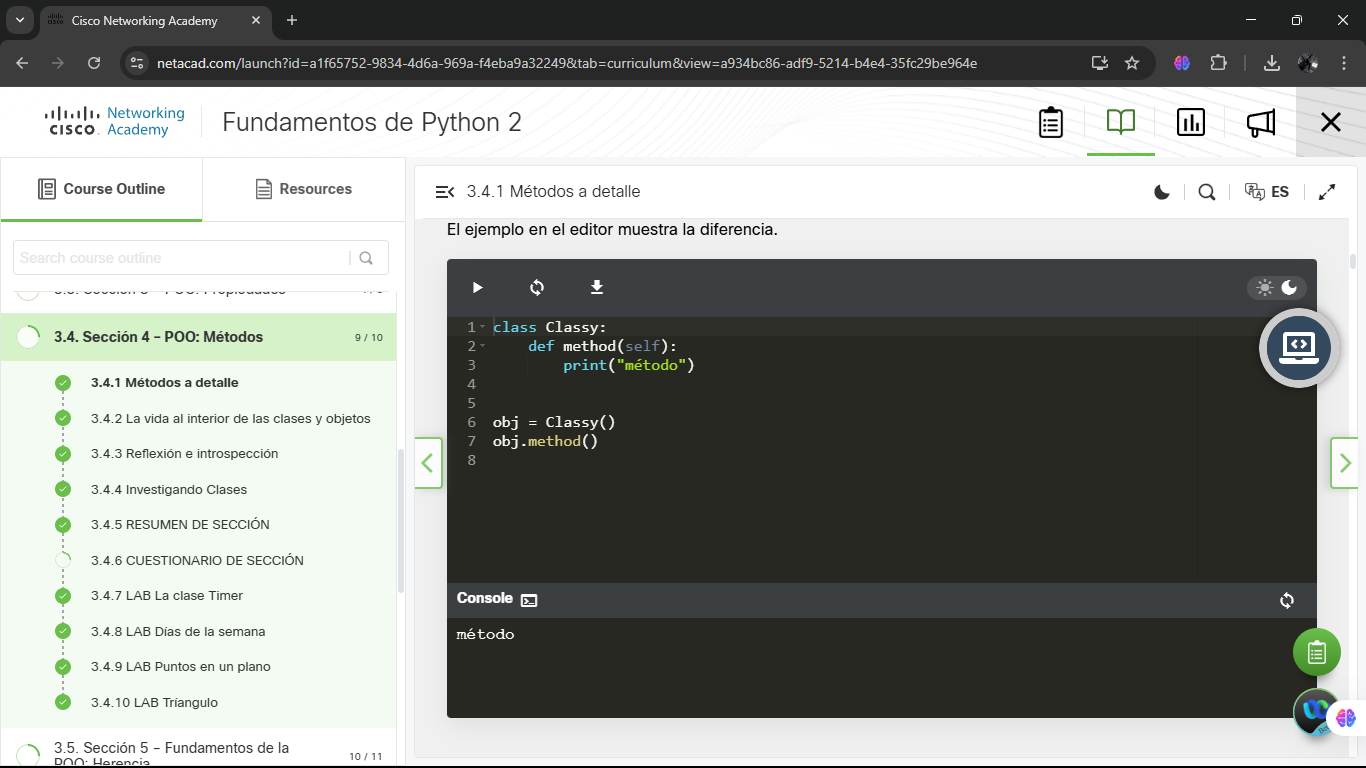 Cisco Networking Academy
netacad.com/launch?id=a1f65752-9834-4d6a-969a-f4eba9a32249&tab=curriculum&view=a934bc86-adf9-5214-b4e4-35fc29be964e
CISCO Networking Academy
Fundamentos de Python 2
Course Outline
Resources
Search course outline
3.4. Sección 4 – POO: Métodos
9 / 10
3.4.1 Métodos a detalle
3.4.2 La vida al interior de las clases y objetos
3.4.3 Reflexión e introspección
3.4.4 Investigando Clases
3.4.5 RESUMEN DE SECCIÓN
3.4.6 CUESTIONARIO DE SECCIÓN
3.4.7 LAB La clase Timer
3.4.8 LAB Días de la semana
3.4.9 LAB Puntos en un plano
3.4.10 LAB Tríangulo
3.5. Sección 5 – Fundamentos de la
POO: Herencia
10 / 11
3.4.1 Métodos a detalle
ES
El ejemplo en el editor muestra la diferencia.
1 class Classy:
2     def method(self):
3         print("método")
4
5
6 obj = Classy()
7 obj.method()
8
Console
método